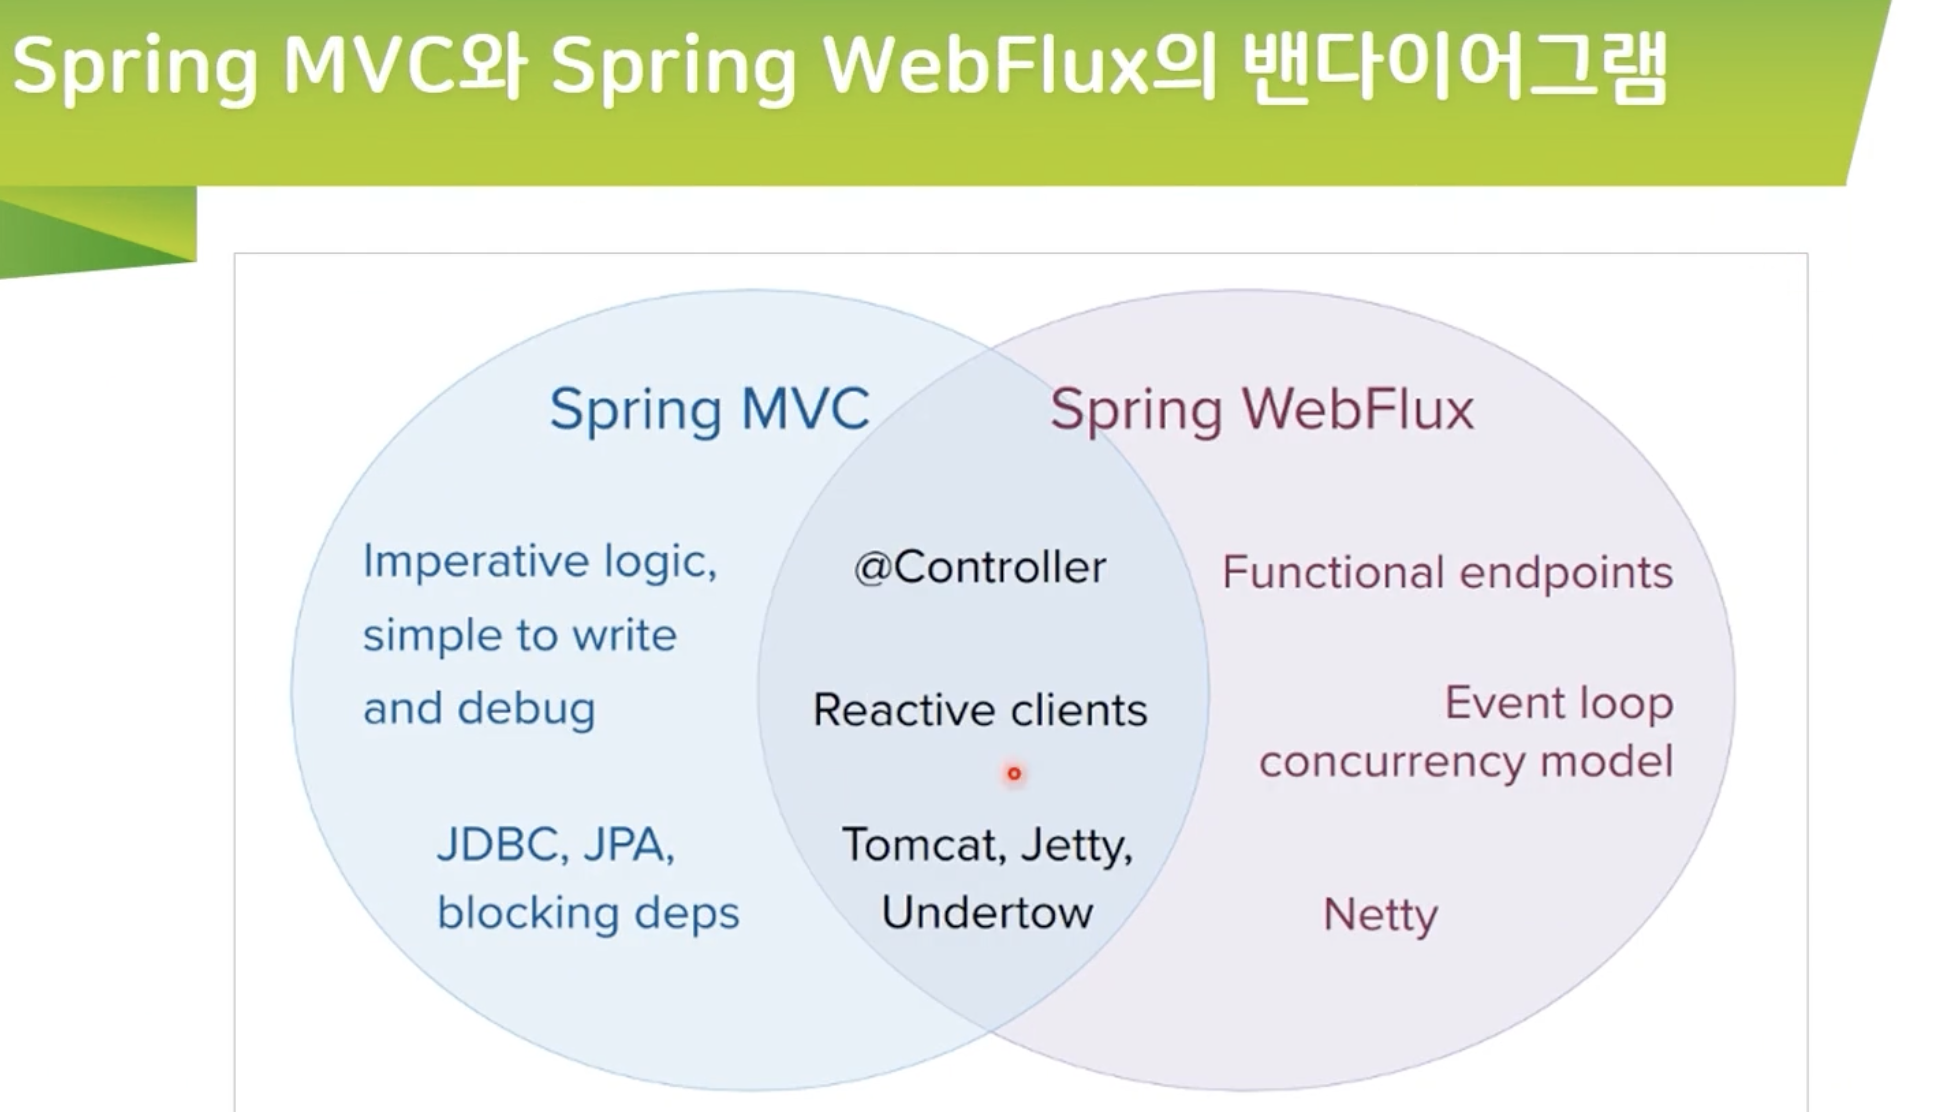 Spring MVC와 Spring WebFlux의 밴다이어그램
Spring MVC
Spring WebFlux
Imperative logic,
simple to write
and debug
JDBC, JPA,
blocking deps
@Controller
Reactive clients
Tomcat, Jetty,
Undertow
Functional endpoints
Event loop
concurrency model
Netty